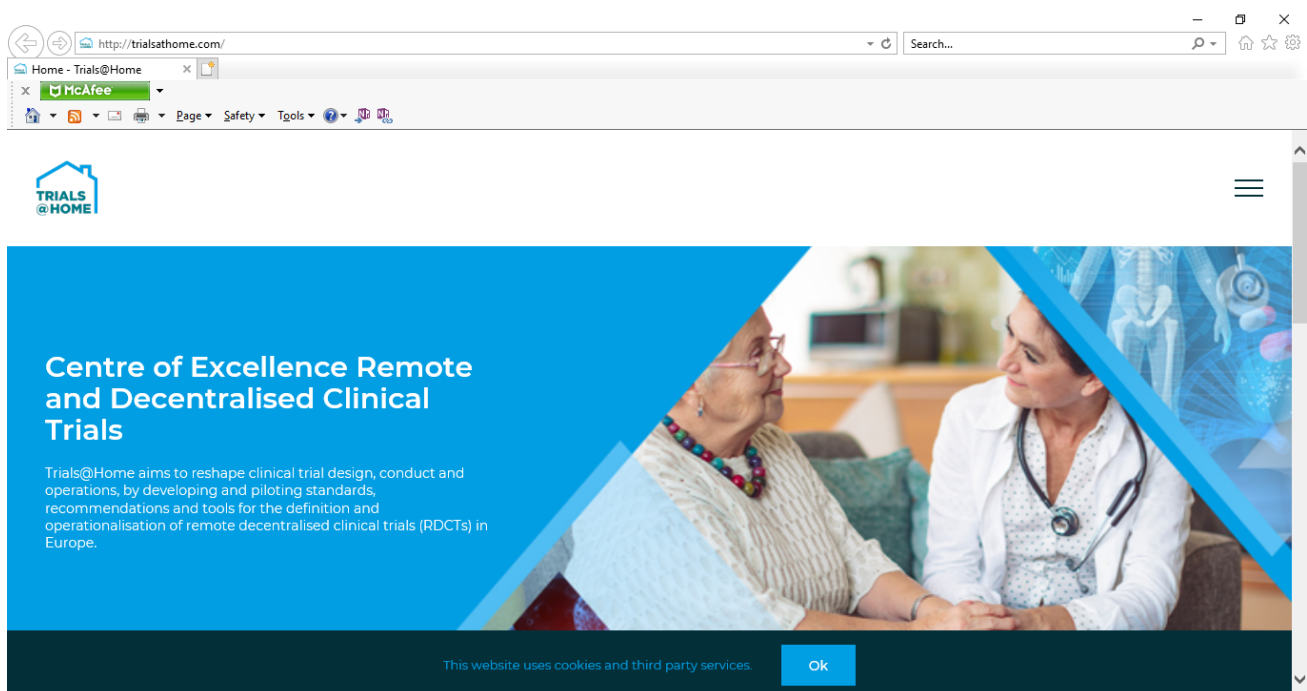 http://trialsathome.com/
Search...
Home - Trials@Home
McAfee
Page Safety Tools
TRIALS
@HOME
Centre of Excellence Remote
and Decentralised Clinical
Trials
Trials@Home aims to reshape clinical trial design, conduct and
operations, by developing and piloting standards,
recommendations and tools for the definition and
operationalisation of remote decentralised clinical trials (RDCTs) in
Europe.
This website uses cookies and third party services. Ok